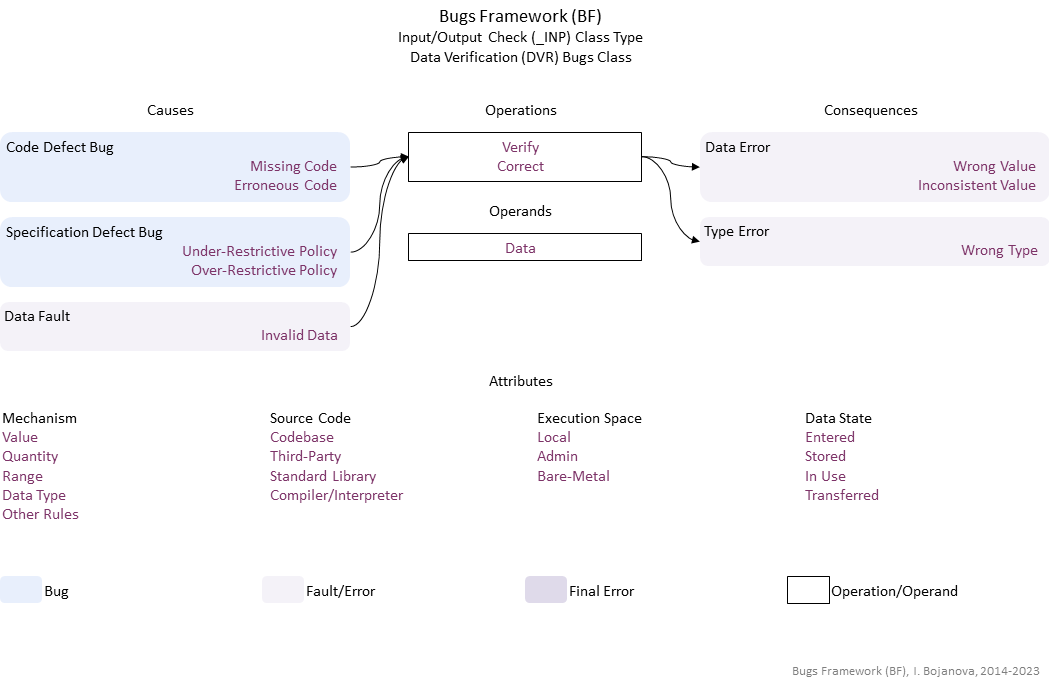 Bugs Framework (BF)
Input/Output Check (_INP) Class Type
Data Verification (DVR) Bugs Class
Causes
Operations
Consequences
Code Defect Bug
Missing Code
Erroneous Code
Specification Defect Bug
Under-Restrictive Policy
Over-Restrictive Policy
Data Fault
Invalid Data
Verify
Correct
Operands
Data
Data Error
Wrong Value
Inconsistent Value
Type Error
Wrong Type
Attributes
Mechanism
Value
Quantity
Range
Data Type
Other Rules
Source Code
Codebase
Third-Party
Standard Library
Compiler/Interpreter
Execution Space
Local
Admin
Bare-Metal
Data State
Entered
Stored
In Use
Transferred
Bug
Fault/Error
Final Error
Operation/Operand
Bugs Framework (BF), I. Bojanova, 2014-2023